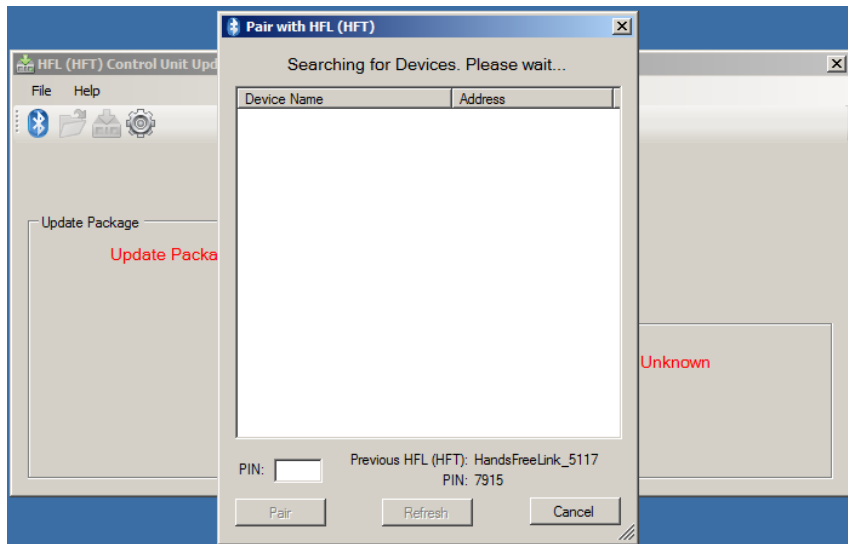 Pair with HFL (HFT)
HFL (HFT) Control Unit Upd
File Help
Searching for Devices. Please wait...
Device Name Address
Update Package
Update Packa
Unknown
PIN:
Previous HFL (HFT): HandsFreeLink_5117
PIN: 7915
Pair Refresh Cancel